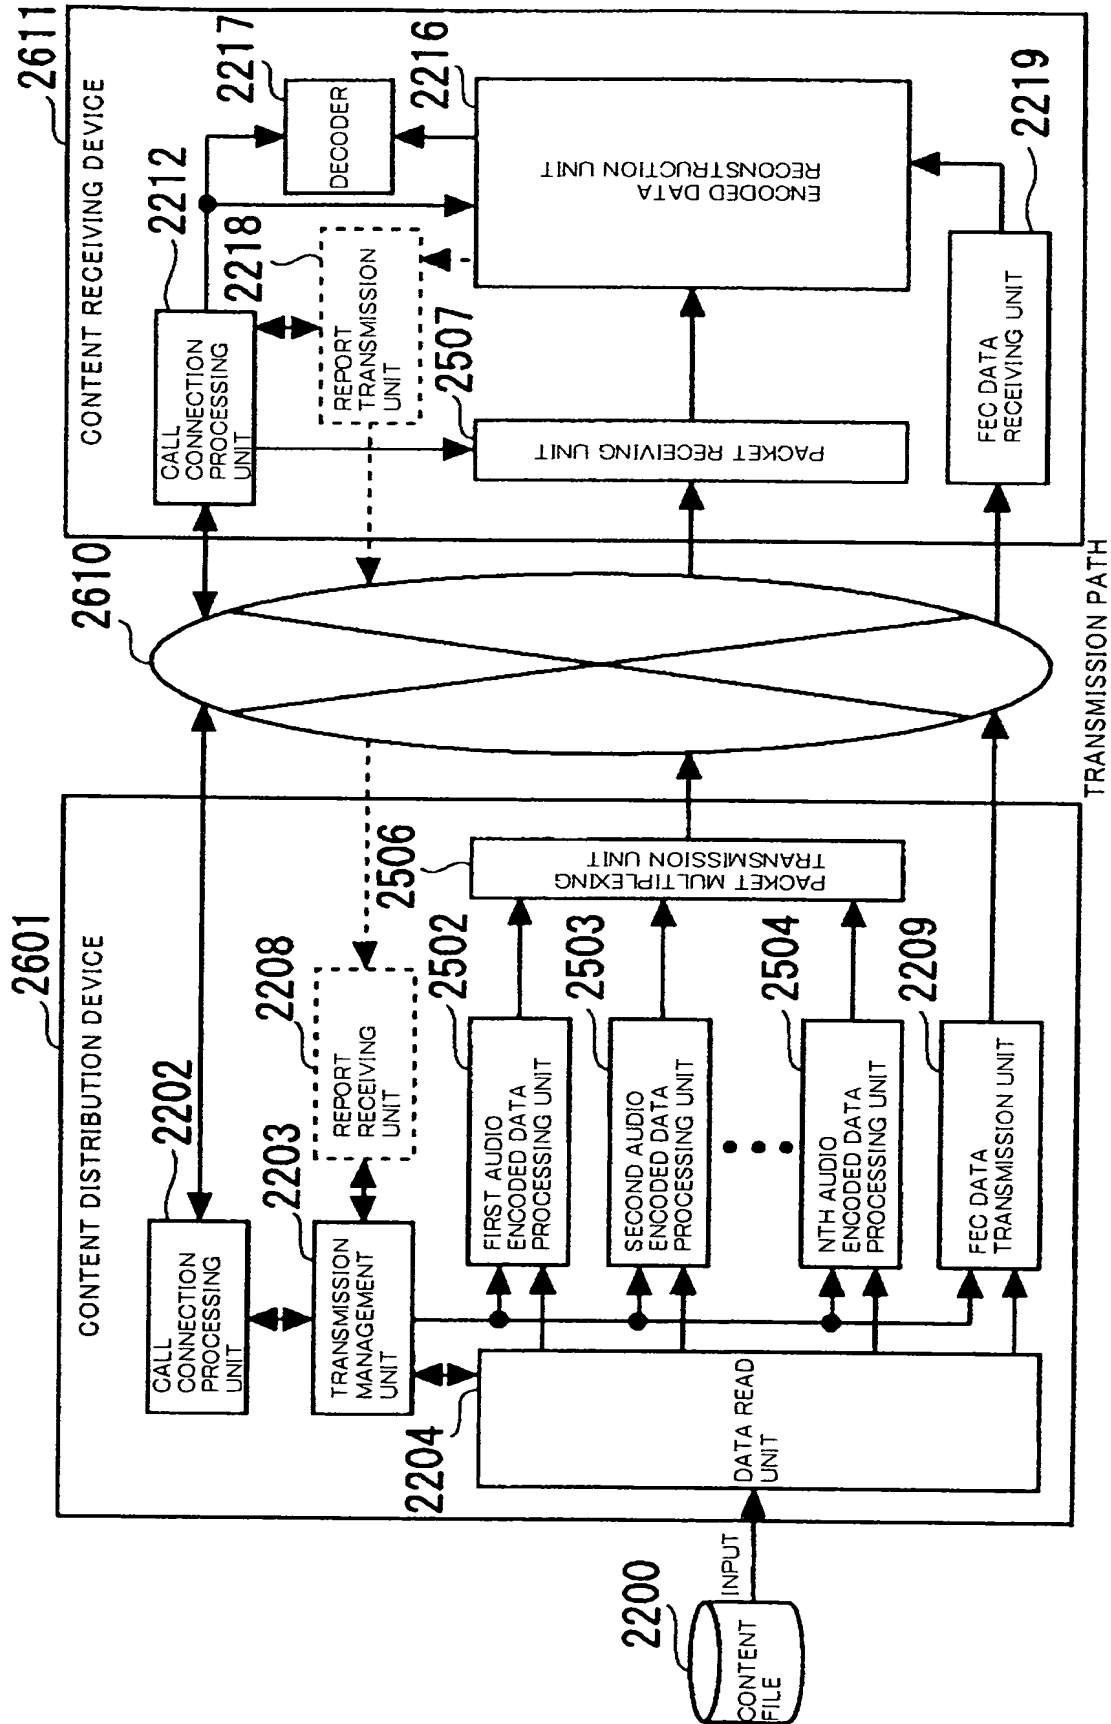 2601
CONTENT DISTRIBUTION DEVICE
2202
CALL
CONNECTION
PROCESSING
UNIT
2203
TRANSMISSION
MANAGEMENT
UNIT
2208
REPORT
RECEIVING
UNIT
2204
DATA READ
UNIT
2200
CONTENT
FILE
INPUT
2502
FIRST AUDIO
ENCODED DATA
PROCESSING UNIT
2503
SECOND AUDIO
ENCODED DATA
PROCESSING UNIT
2504
NTH AUDIO
ENCODED DATA
PROCESSING UNIT
2209
FEC DATA
TRANSMISSION UNIT
2506
PACKET MULTIPLEXING
TRANSMISSION UNIT
2610
TRANSMISSION PATH
2611
CONTENT RECEIVING DEVICE
2212
CALL
CONNECTION
PROCESSING
UNIT
2218
REPORT
TRANSMISSION
UNIT
2217
DECODER
2507
PACKET RECEIVING UNIT
2216
ENCODED DATA
RECONSTRUCTION UNIT
2219
FEC DATA
RECEIVING UNIT